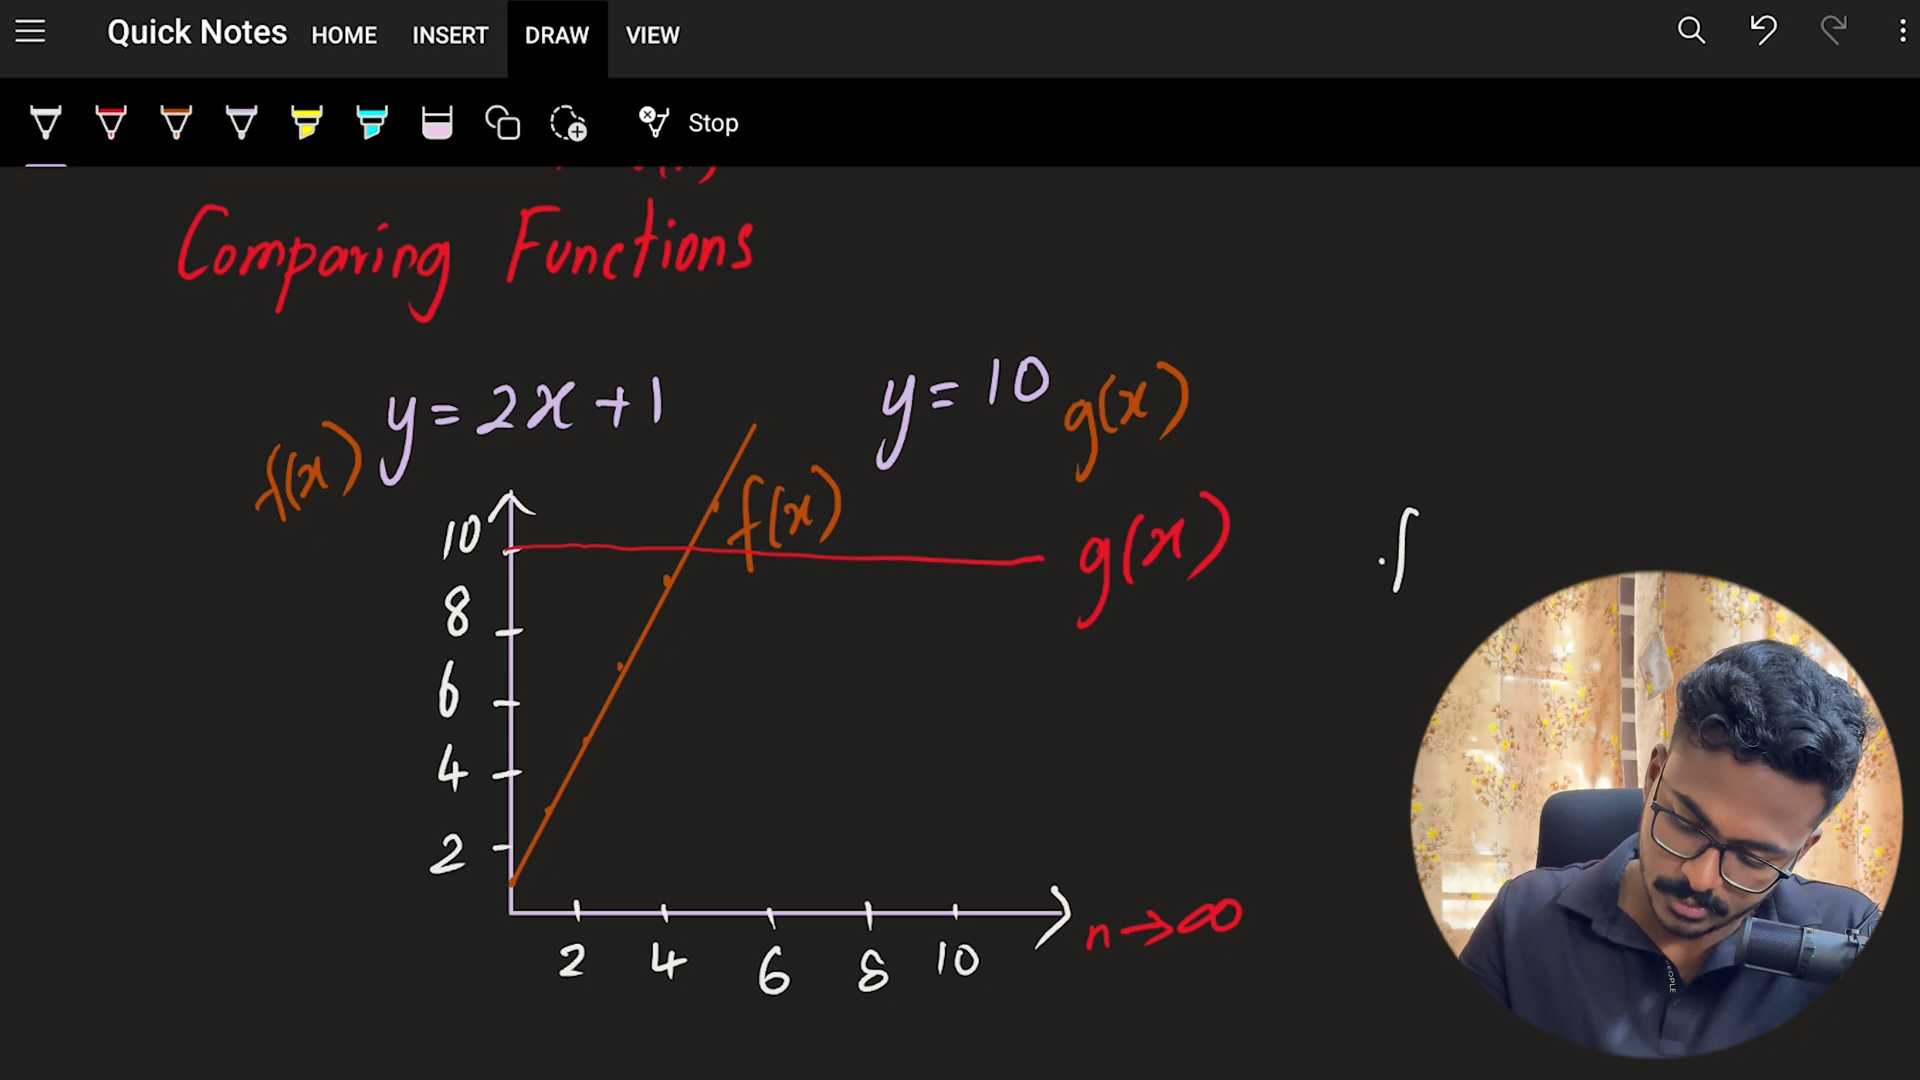 Quick Notes HOME INSERT DRAW VIEW
Stop
Comparing Functions
f(x) y = 2x + 1
y = 10 g(x)
f(x)
g(x)
f
10
8
6
4
2
2 4 6 8 10
n → ∞
PEOPLE